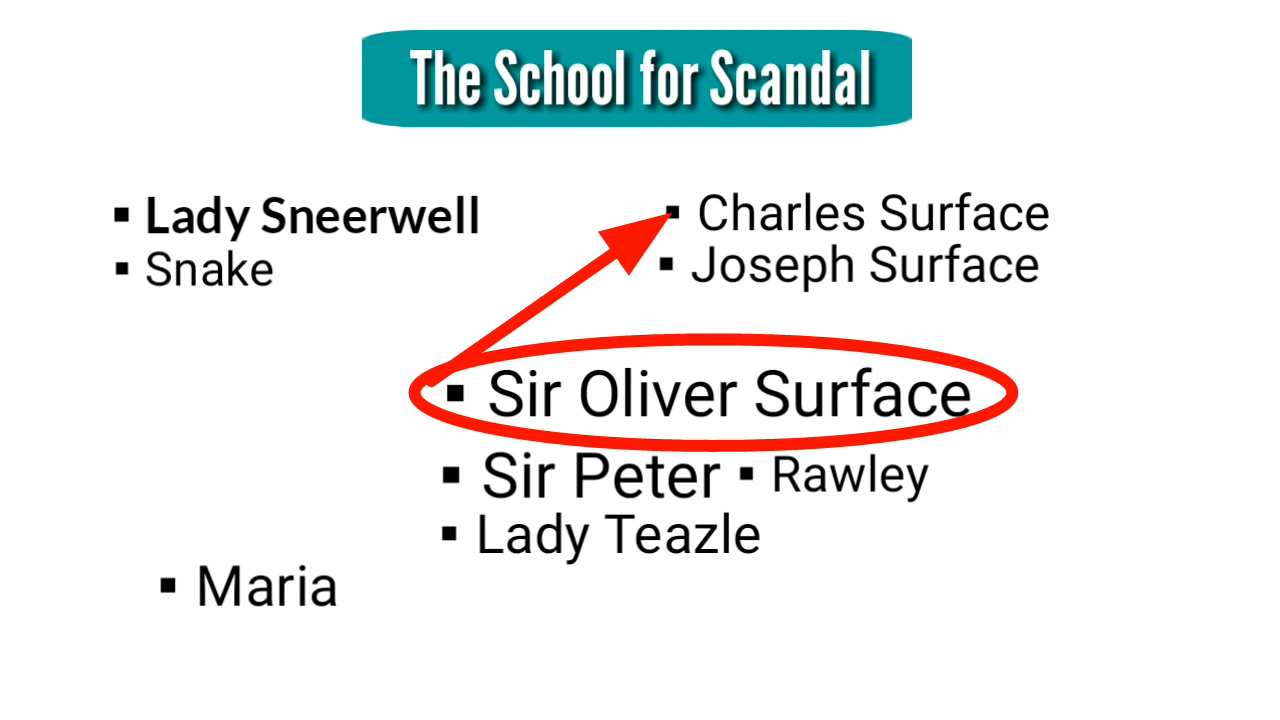 The School for Scandal
▪ Lady Sneerwell
▪ Snake
▪ Charles Surface
▪ Joseph Surface
▪ Sir Oliver Surface
▪ Sir Peter ▪ Rawley
▪ Lady Teazle
▪ Maria